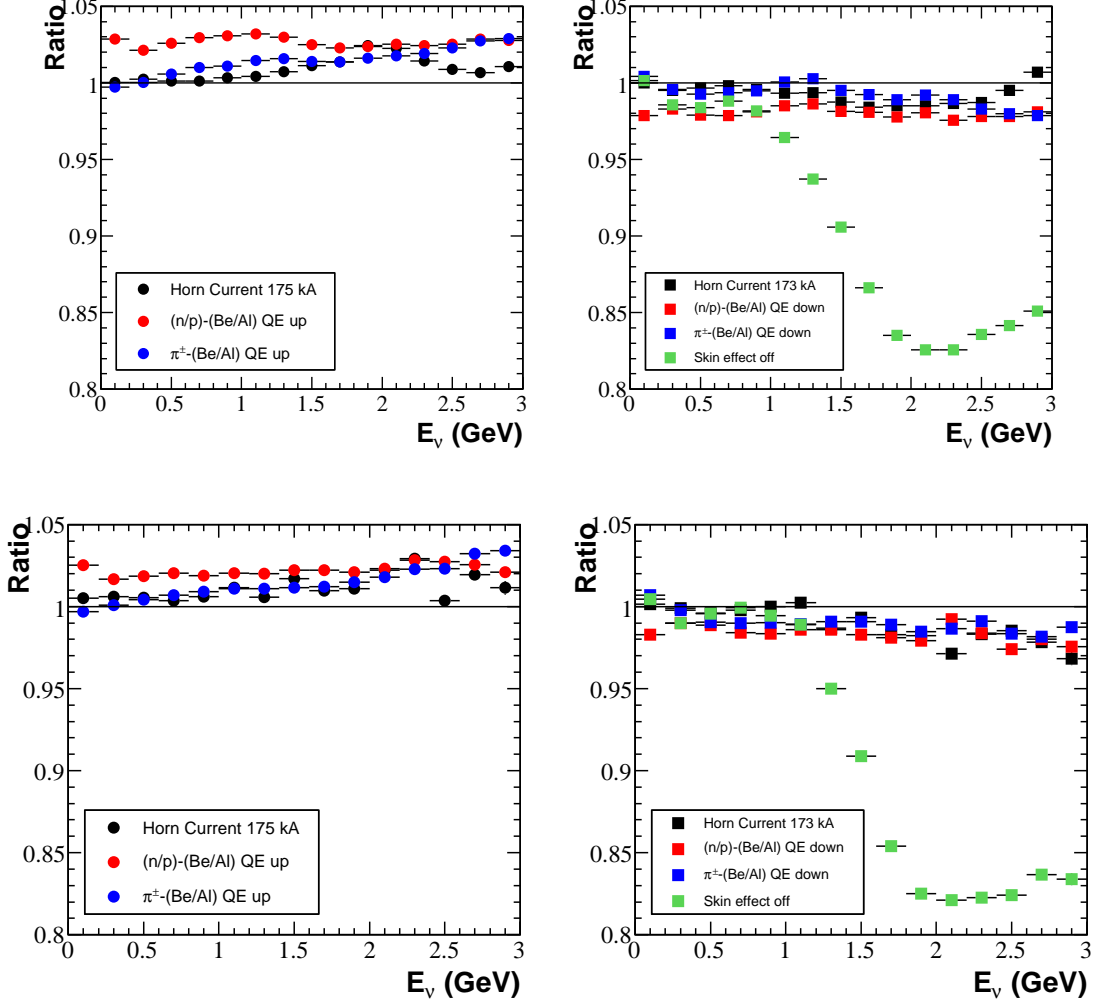 Ratio
1.05
1
0.95
0.9
0.85
0.8
Horn Current 175 kA
(n/p)-(Be/Al) QE up
π±-(Be/Al) QE up
0 0.5 1 1.5 2 2.5 3
Eν (GeV)
Ratio
1.05
1
0.95
0.9
0.85
0.8
Horn Current 173 kA
(n/p)-(Be/Al) QE down
π±-(Be/Al) QE down
Skin effect off
0 0.5 1 1.5 2 2.5 3
Eν (GeV)
Ratio
1.05
1
0.95
0.9
0.85
0.8
Horn Current 175 kA
(n/p)-(Be/Al) QE up
π±-(Be/Al) QE up
0 0.5 1 1.5 2 2.5 3
Eν (GeV)
Ratio
1.05
1
0.95
0.9
0.85
0.8
Horn Current 173 kA
(n/p)-(Be/Al) QE down
π±-(Be/Al) QE down
Skin effect off
0 0.5 1 1.5 2 2.5 3
Eν (GeV)